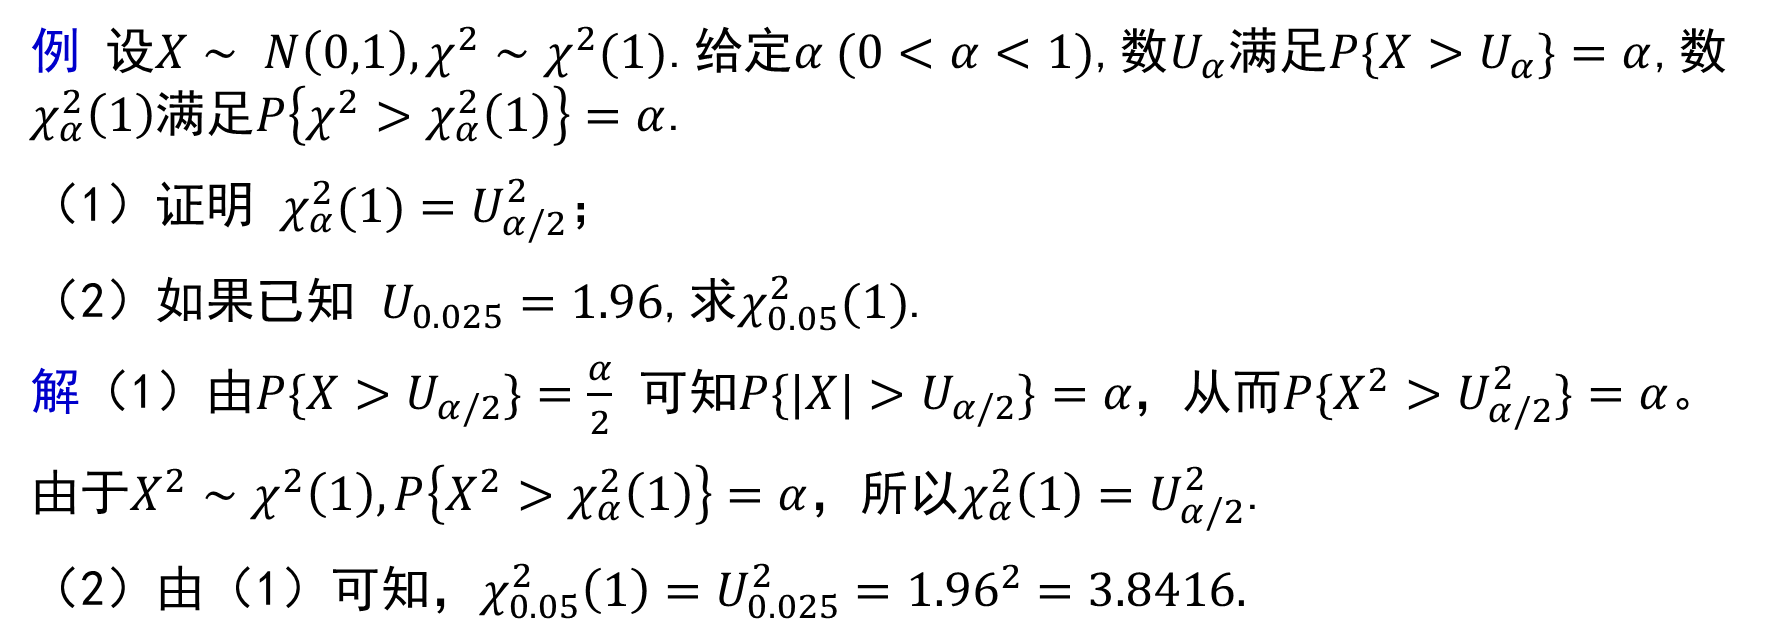 例 设X ~ N(0,1), χ² ~ χ²(1). 给定α (0 < α < 1), 数U_α满足P{X > U_α} = α, 数
χ²_α(1)满足P{χ² > χ²_α(1)} = α.
（1）证明 χ²_α(1) = U²_{α/2}；
（2）如果已知 U_{0.025} = 1.96, 求χ²_{0.05}(1).
解（1）由P{X > U_{α/2}} = α/2 可知P{|X| > U_{α/2}} = α，从而P{X² > U²_{α/2}} = α。
由于X² ~ χ²(1), P{X² > χ²_α(1)} = α，所以χ²_α(1) = U²_{α/2}.
（2）由（1）可知，χ²_{0.05}(1) = U²_{0.025} = 1.96² = 3.8416.